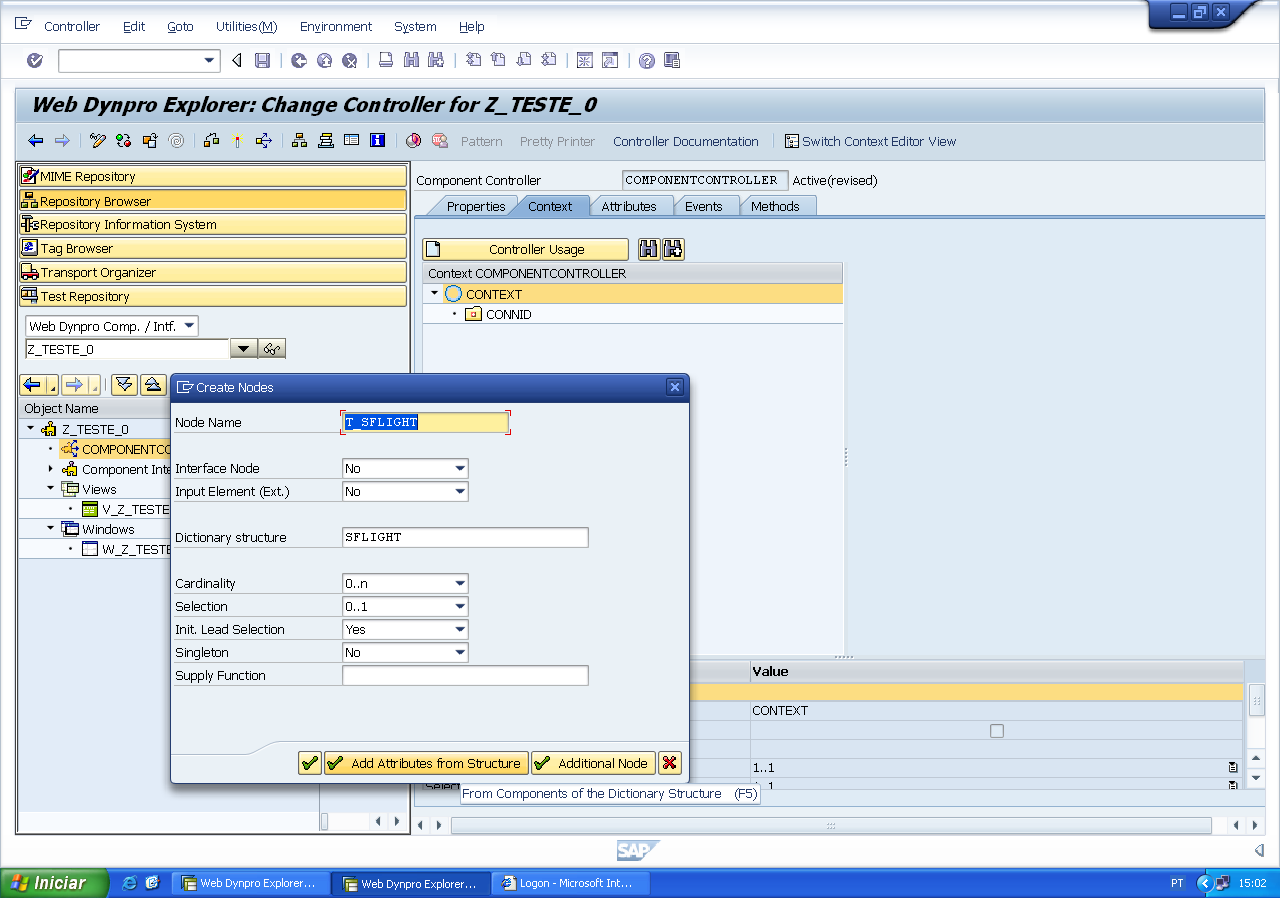 Controller Edit Goto Utilities(M) Environment System Help
Web Dynpro Explorer: Change Controller for Z_TESTE_0
Pattern Pretty Printer Controller Documentation Switch Context Editor View
MIME Repository
Repository Browser
Repository Information System
Tag Browser
Transport Organizer
Test Repository
Web Dynpro Comp. / Intf.
Z_TESTE_0
Object Name
Z_TESTE_0
COMPONENTCO
Component Inte
Views
V_Z_TESTE
Windows
W_Z_TESTE
Component Controller COMPONENTCONTROLLER Active(revised)
Properties Context Attributes Events Methods
Controller Usage
Context COMPONENTCONTROLLER
CONTEXT
CONNID
Create Nodes
Node Name T_SFLIGHT
Interface Node No
Input Element (Ext.) No
Dictionary structure SFLIGHT
Cardinality 0..n
Selection 0..1
Init. Lead Selection Yes
Singleton No
Supply Function
Add Attributes from Structure Additional Node
From Components of the Dictionary Structure (F5)
Value
CONTEXT
1..1
SAP
Iniciar Web Dynpro Explorer... Web Dynpro Explorer... Logon - Microsoft Int... PT 15:02